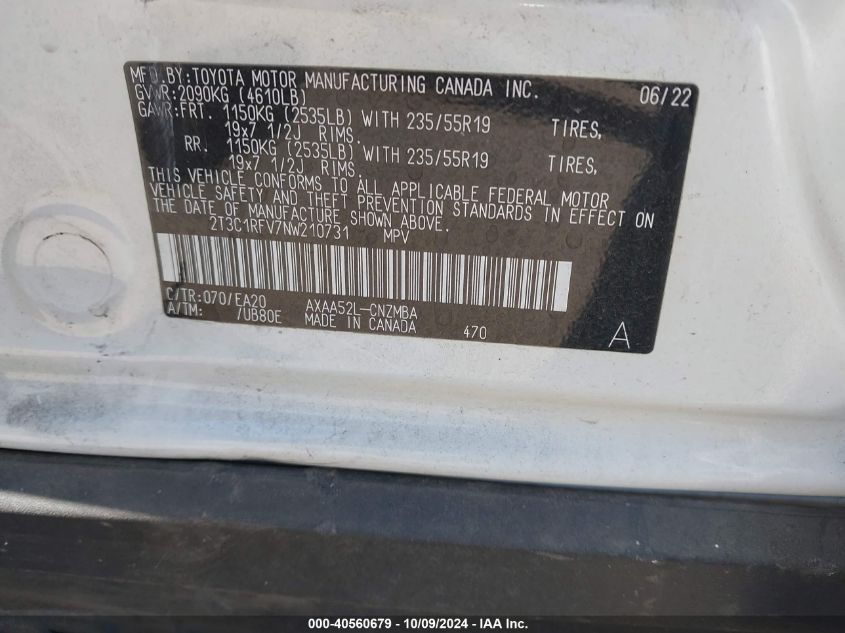 MFD.BY:TOYOTA MOTOR MANUFACTURING CANADA INC. 06/22
GVWR:2090KG (4610LB)
GAWR:FRT. 1150KG (2535LB) WITH 235/55R19 TIRES,
19x7 1/2J RIMS.
RR. 1150KG (2535LB) WITH 235/55R19 TIRES,
19x7 1/2J RIMS.
THIS VEHICLE CONFORMS TO ALL APPLICABLE FEDERAL MOTOR
VEHICLE SAFETY AND THEFT PREVENTION STANDARDS IN EFFECT ON
THE DATE OF MANUFACTURE SHOWN ABOVE.
2T3C1RFV7NW210731 MPV
C/TR:070/EA20 AXAA52L-CNZMBA
A/TM: /UB80E MADE IN CANADA 470 A
000-40560679 - 10/09/2024 - IAA Inc.